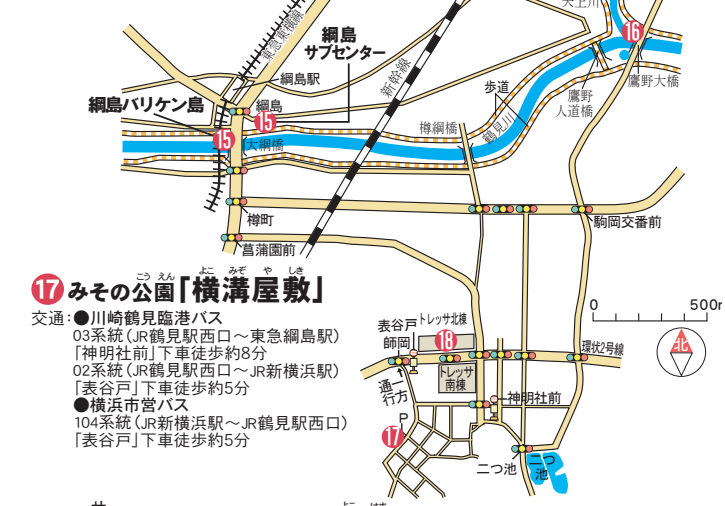 大上川
16
東急東横線
綱島
サブセンター
綱島駅
新幹線
歩道
鷹野
人道橋
鷹野大橋
綱島バリケン島
綱島
15
15
大綱橋
樽綱橋
鶴見川
樽町
駒岡交番前
菖蒲園前
17 みその公園「横溝屋敷」
こうえん よこ みぞ や しき
交通:●川崎鶴見臨港バス
03系統(JR鶴見駅西口〜東急綱島駅)
「神明社前」下車徒歩約8分
02系統(JR鶴見駅西口〜JR新横浜駅)
「表谷戸」下車徒歩約5分
●横浜市営バス
104系統(JR新横浜駅〜JR鶴見駅西口)
「表谷戸」下車徒歩約5分
0 500m
北
表谷戸
トレッサ北棟
師岡
18
環状2号線
トレッサ
南棟
一方
通行
神明社前
P
17
二つ池
二つ
池